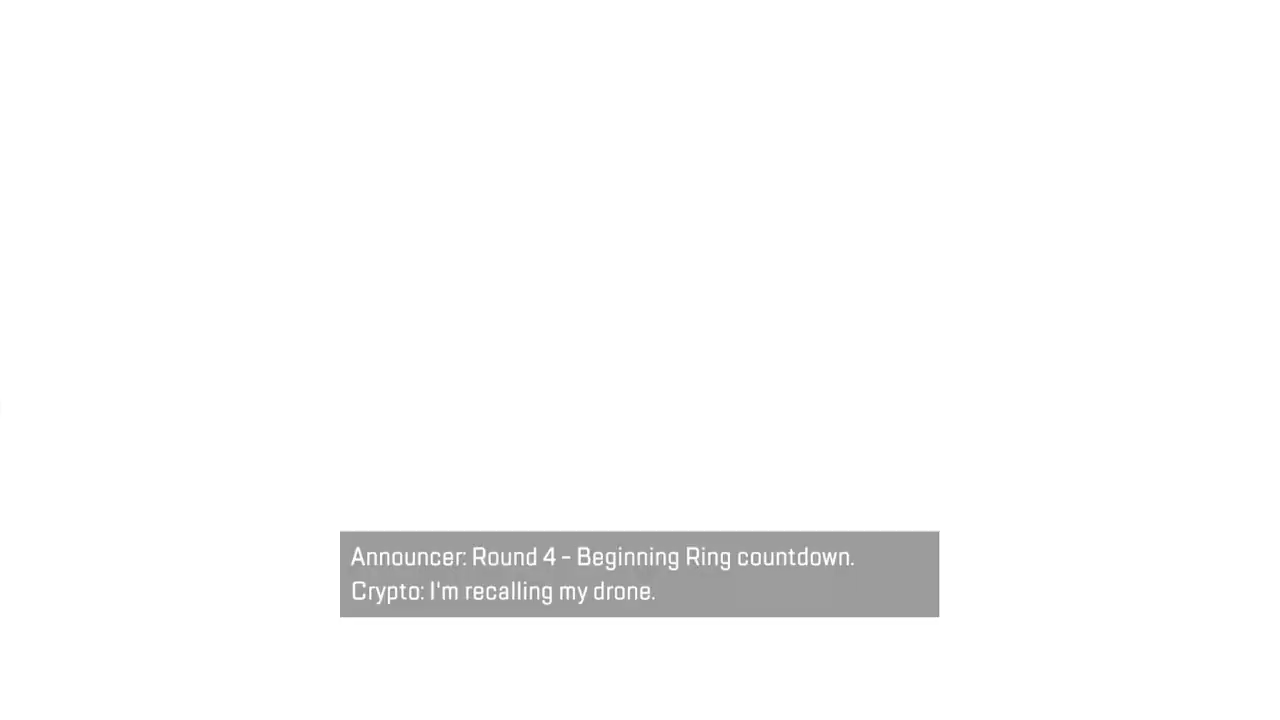 Announcer: Round 4 - Beginning Ring countdown.
Crypto: I'm recalling my drone.